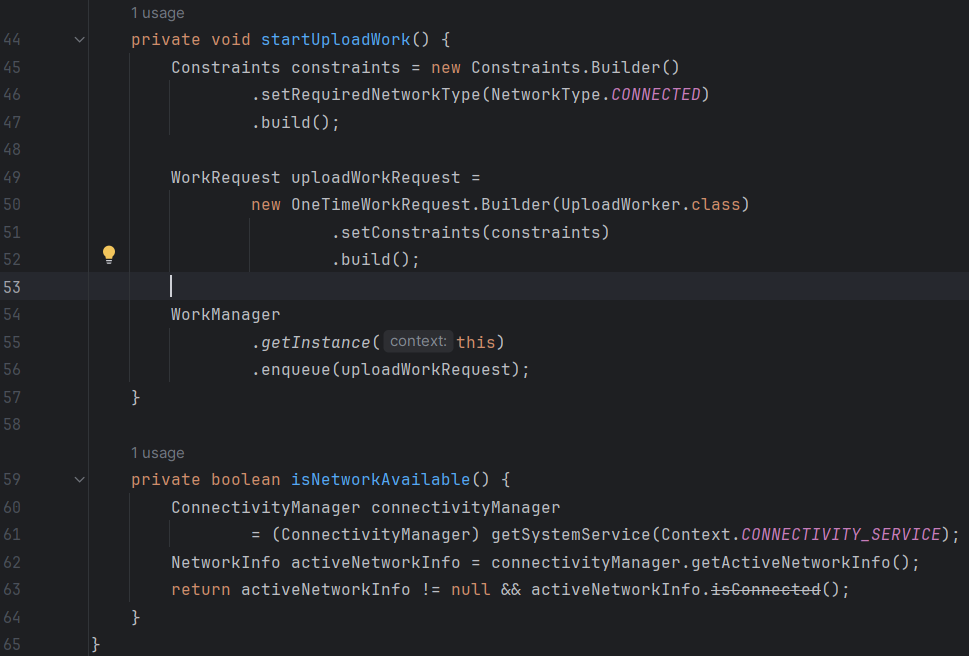 1 usage
44 private void startUploadWork() {
45 Constraints constraints = new Constraints.Builder()
46 .setRequiredNetworkType(NetworkType.CONNECTED)
47 .build();
48
49 WorkRequest uploadWorkRequest =
50 new OneTimeWorkRequest.Builder(UploadWorker.class)
51 .setConstraints(constraints)
52 .build();
53
54 WorkManager
55 .getInstance( context: this)
56 .enqueue(uploadWorkRequest);
57 }
58
1 usage
59 private boolean isNetworkAvailable() {
60 ConnectivityManager connectivityManager
61 = (ConnectivityManager) getSystemService(Context.CONNECTIVITY_SERVICE);
62 NetworkInfo activeNetworkInfo = connectivityManager.getActiveNetworkInfo();
63 return activeNetworkInfo != null && activeNetworkInfo.isConnected();
64 }
65 }